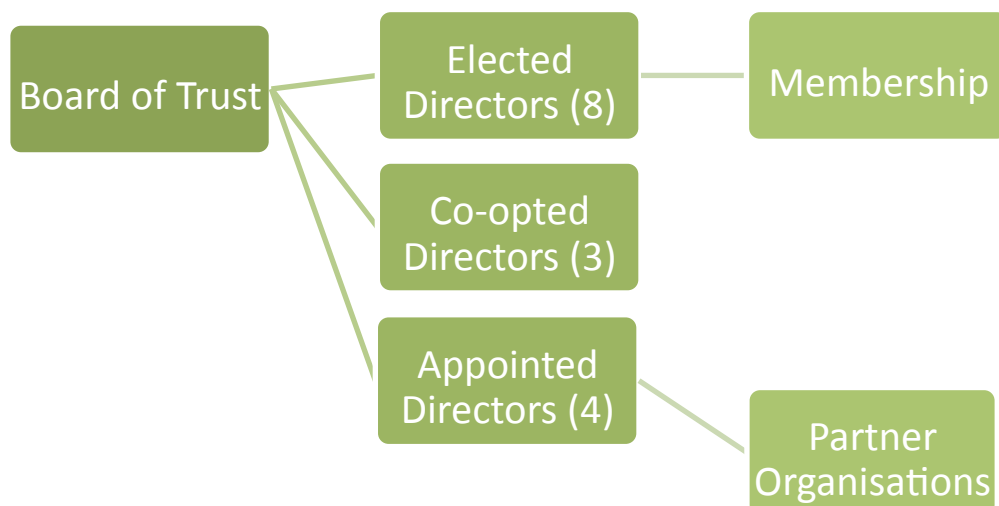 Board of Trust
Elected
Directors (8)
Membership
Co-opted
Directors (3)
Appointed
Directors (4)
Partner
Organisations